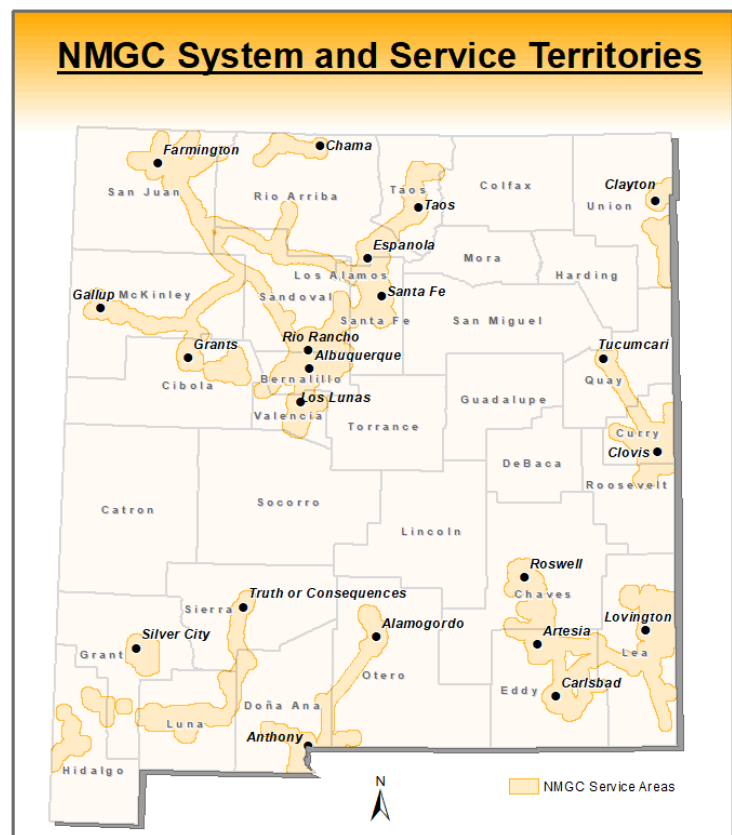 NMGC System and Service Territories
Farmington
Chama
San Juan
Rio Arriba
Taos
Colfax
Clayton
Union
Taos
Espanola
Mora
Los Alamos
Harding
Gallup
McKinley
Sandoval
Santa Fe
Santa Fe
San Miguel
Rio Rancho
Tucumcari
Grants
Albuquerque
Quay
Cibola
Bernalillo
Los Lunas
Guadalupe
Valencia
Torrance
Curry
Clovis
DeBaca
Roosevelt
Catron
Socorro
Lincoln
Roswell
Truth or Consequences
Chaves
Sierra
Lovington
Silver City
Alamogordo
Artesia
Grant
Lea
Otero
Carlsbad
Eddy
Doña Ana
Luna
Anthony
Hidalgo
N
NMGC Service Areas